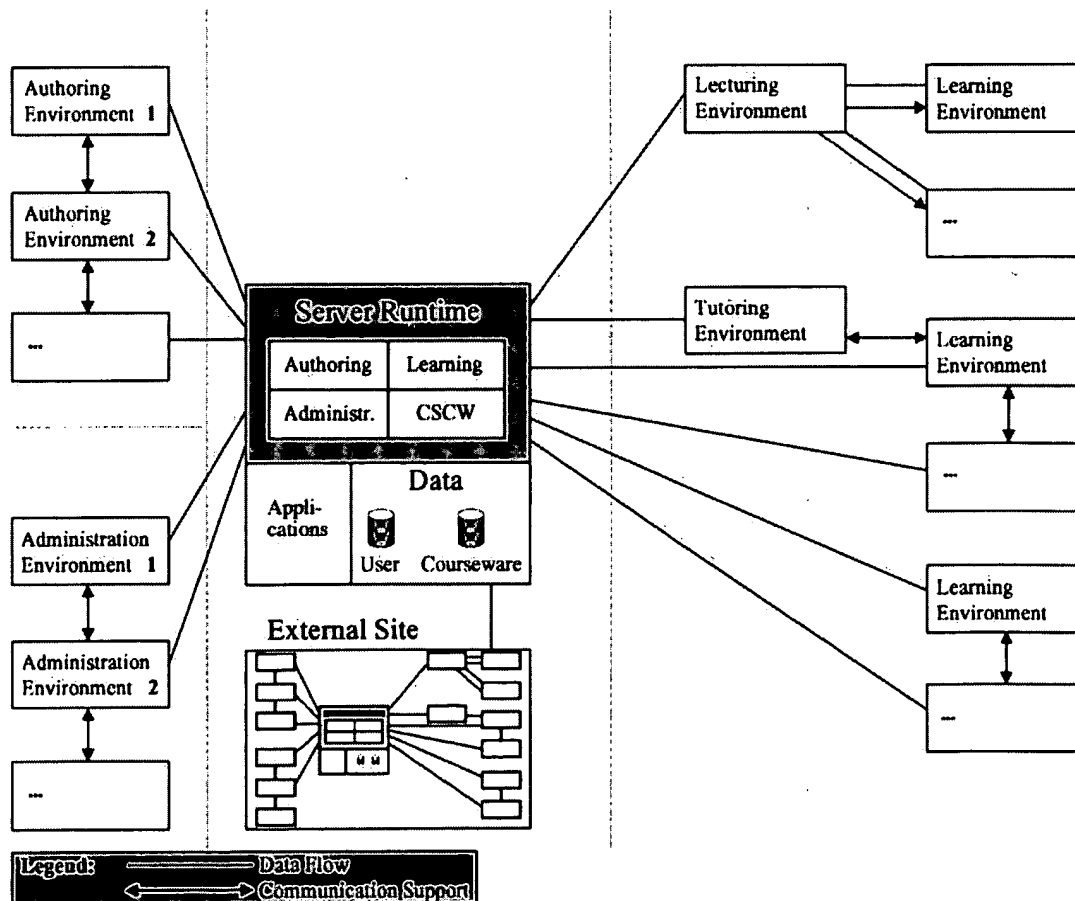 Authoring
Environment 1
Authoring
Environment 2
...
Administration
Environment 1
Administration
Environment 2
...
Server Runtime
Authoring
Learning
Administr.
CSCW
Appli-
cations
Data
User
Courseware
External Site
Lecturing
Environment
Learning
Environment
...
Tutoring
Environment
Learning
Environment
...
Learning
Environment
...
Legend:
Data Flow
Communication Support